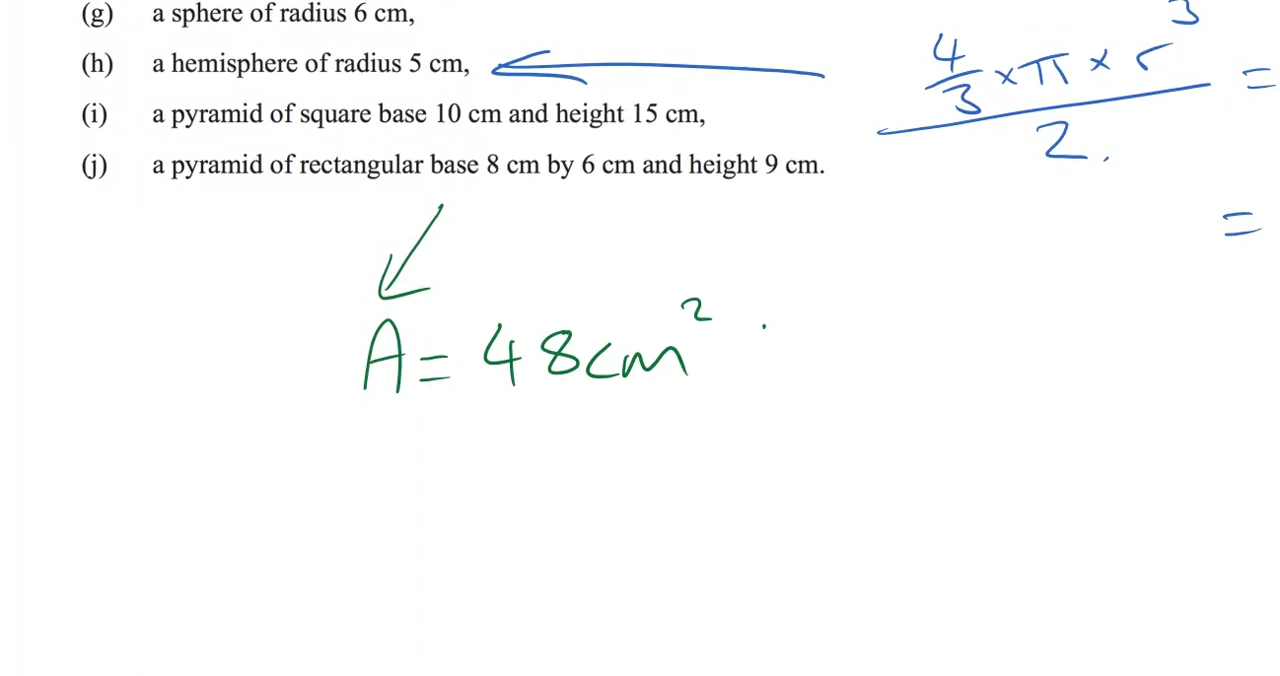 (g) a sphere of radius 6 cm,
(h) a hemisphere of radius 5 cm,
(i) a pyramid of square base 10 cm and height 15 cm,
(j) a pyramid of rectangular base 8 cm by 6 cm and height 9 cm.
4/3 × π × r³ =
2.
=
A = 48cm² .